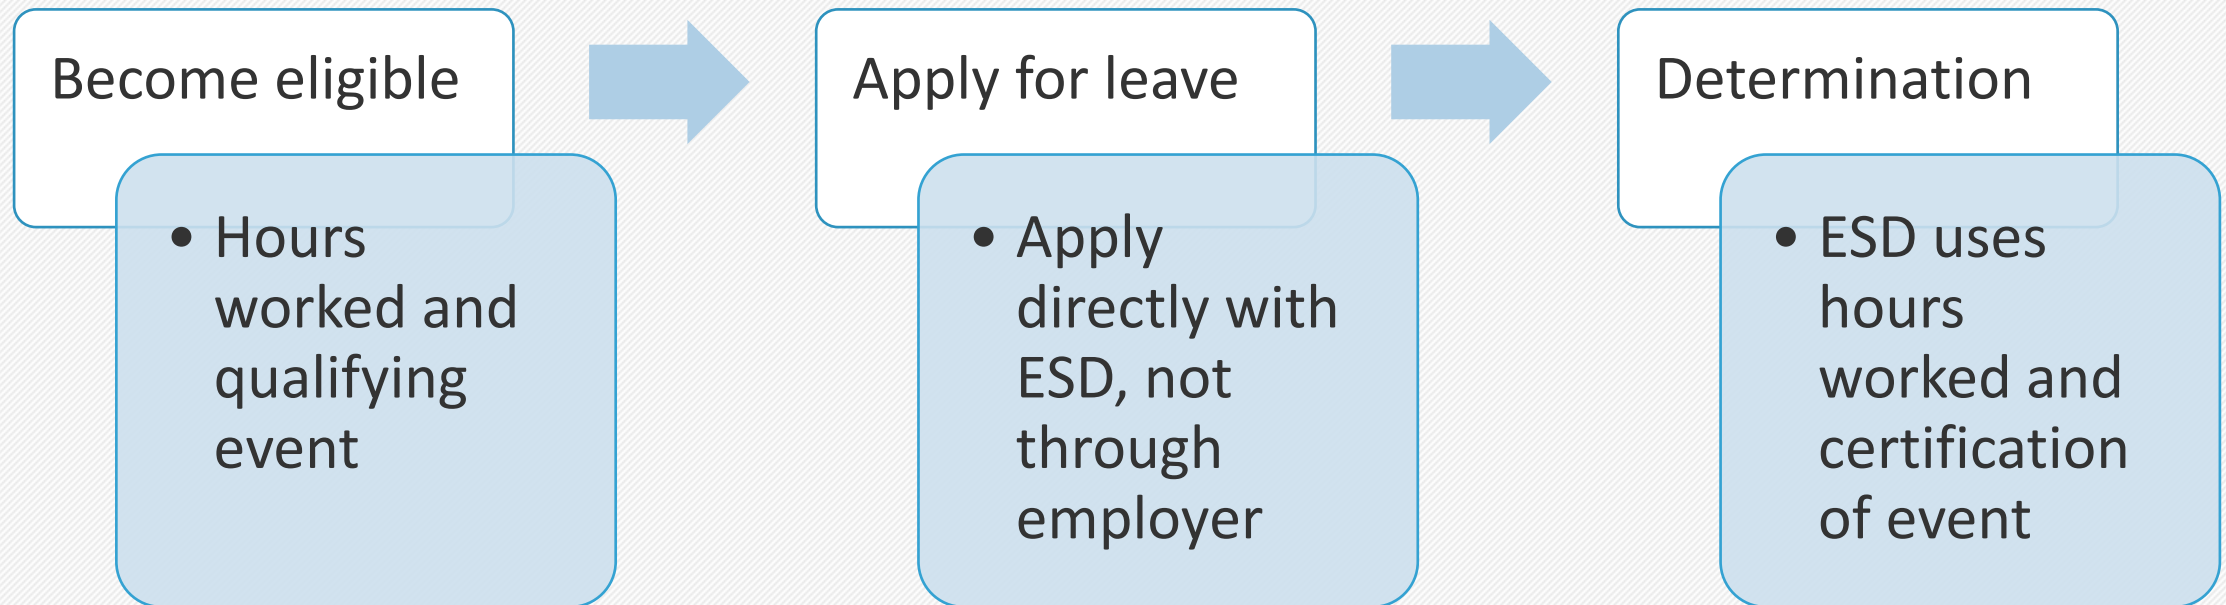 Become eligible
• Hours
worked and
qualifying
event
Apply for leave
• Apply
directly with
ESD, not
through
employer
Determination
• ESD uses
hours
worked and
certification
of event